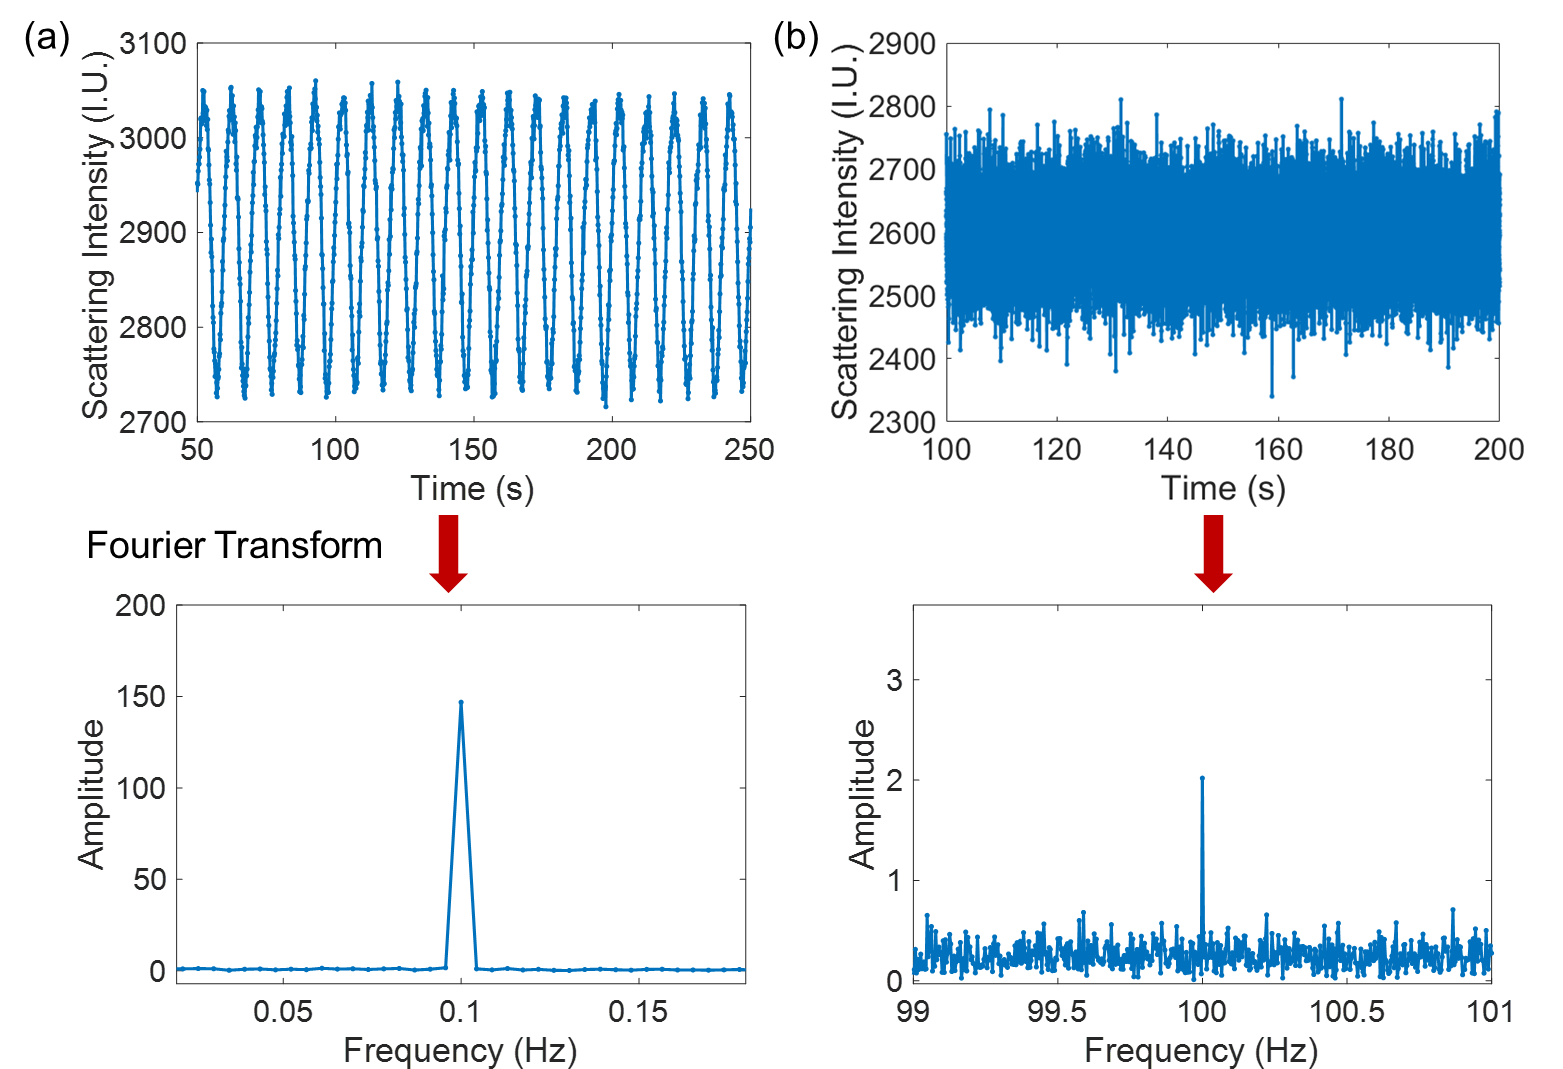 (a)
Scattering Intensity (I.U.)
3100
3000
2900
2800
2700
50 100 150 200 250
Time (s)
(b)
Scattering Intensity (I.U.)
2900
2800
2700
2600
2500
2400
2300
100 120 140 160 180 200
Time (s)
Fourier Transform
Amplitude
200
150
100
50
0
0.05 0.1 0.15
Frequency (Hz)
Amplitude
3
2
1
0
99 99.5 100 100.5 101
Frequency (Hz)